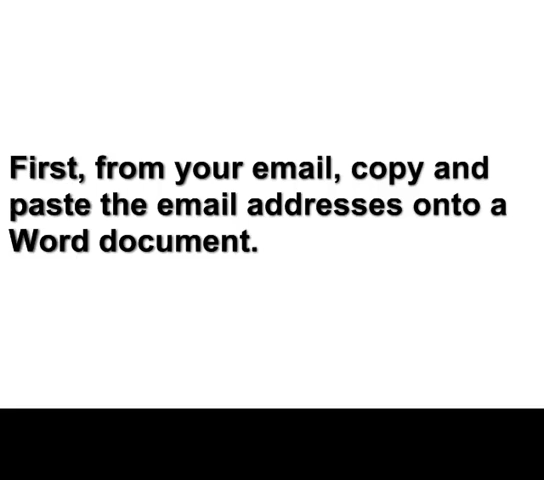 First, from your email, copy and
paste the email addresses onto a
Word document.